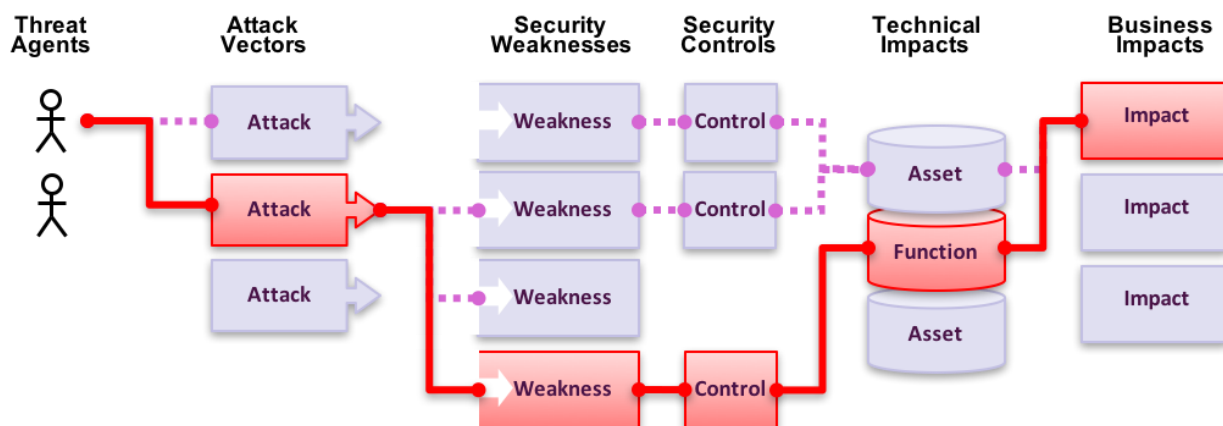 Threat
Agents
Attack
Vectors
Security
Weaknesses
Security
Controls
Technical
Impacts
Business
Impacts
Attack
Weakness
Control
Impact
Asset
Attack
Weakness
Control
Impact
Function
Attack
Weakness
Impact
Asset
Weakness
Control